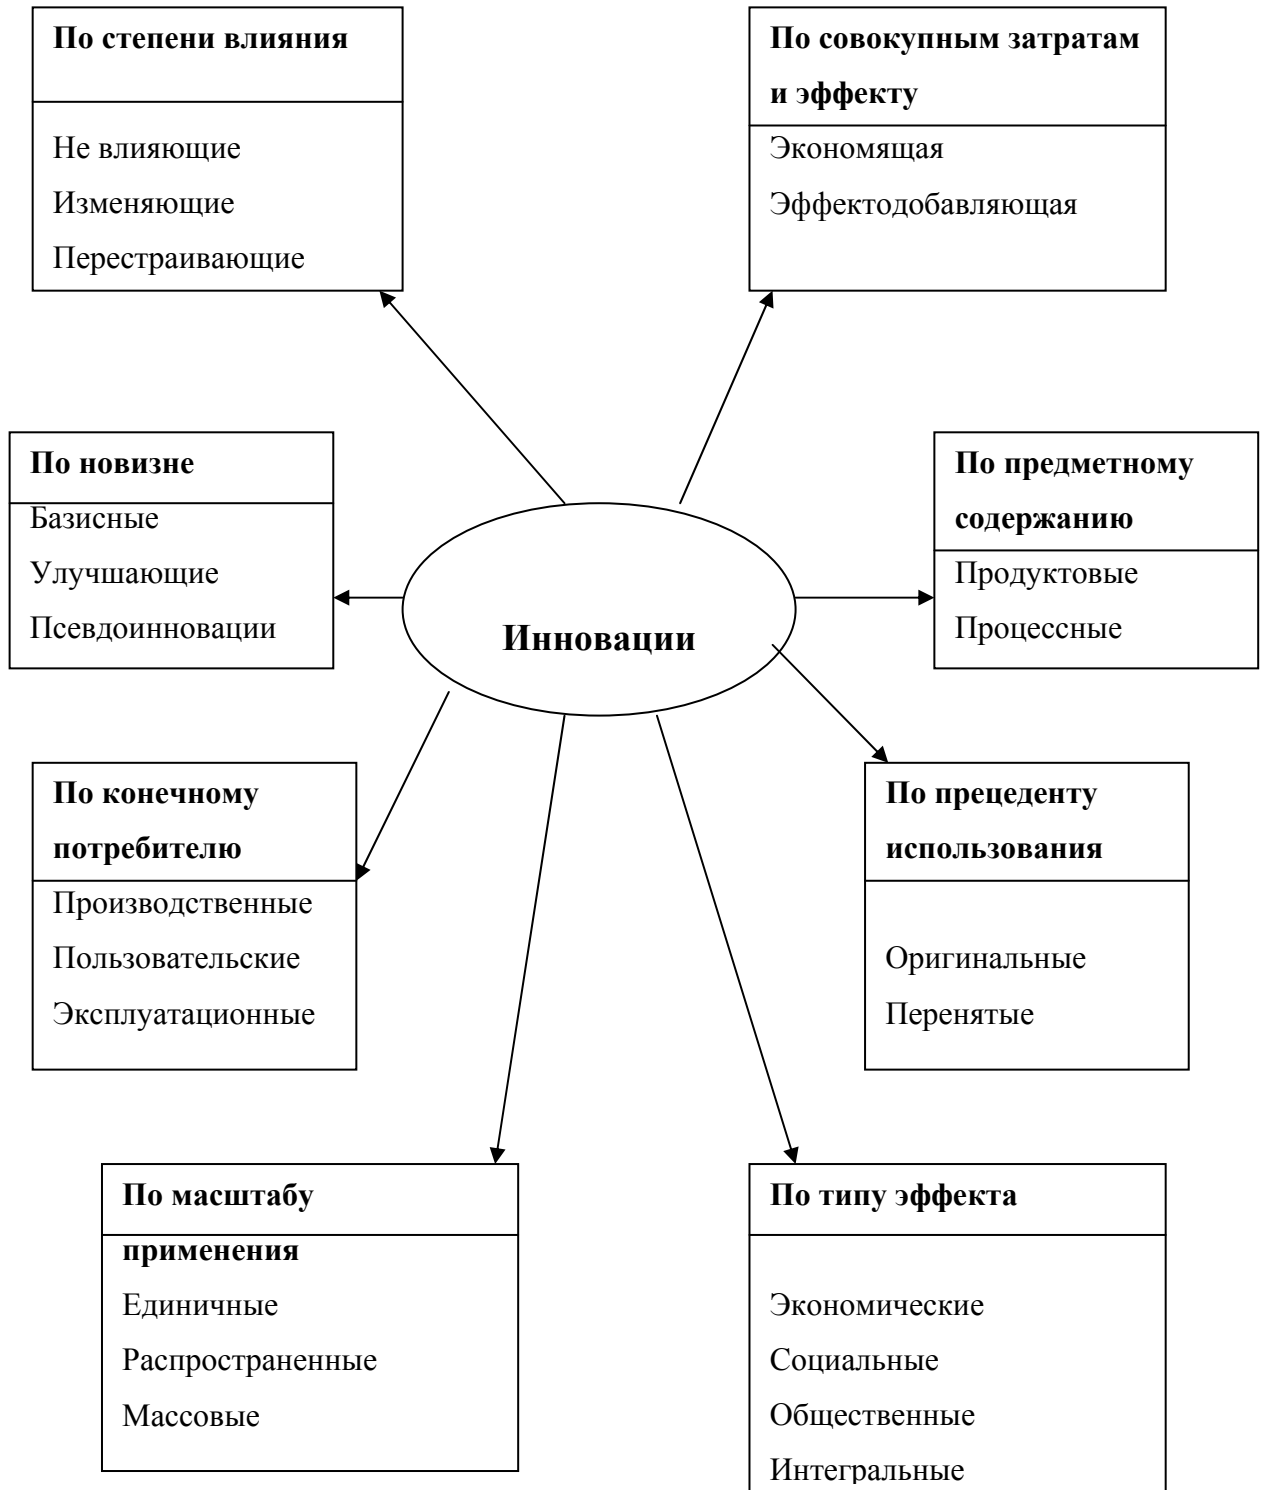 По степени влияния
Не влияющие
Изменяющие
Перестраивающие
По совокупным затратам
и эффекту
Экономящая
Эффектодобавляющая
По новизне
Базисные
Улучшающие
Псевдоинновации
По предметному
содержанию
Продуктовые
Процессные
Инновации
По конечному
потребителю
Производственные
Пользовательские
Эксплуатационные
По прецеденту
использования
Оригинальные
Перенятые
По масштабу
применения
Единичные
Распространенные
Массовые
По типу эффекта
Экономические
Социальные
Общественные
Интегральные